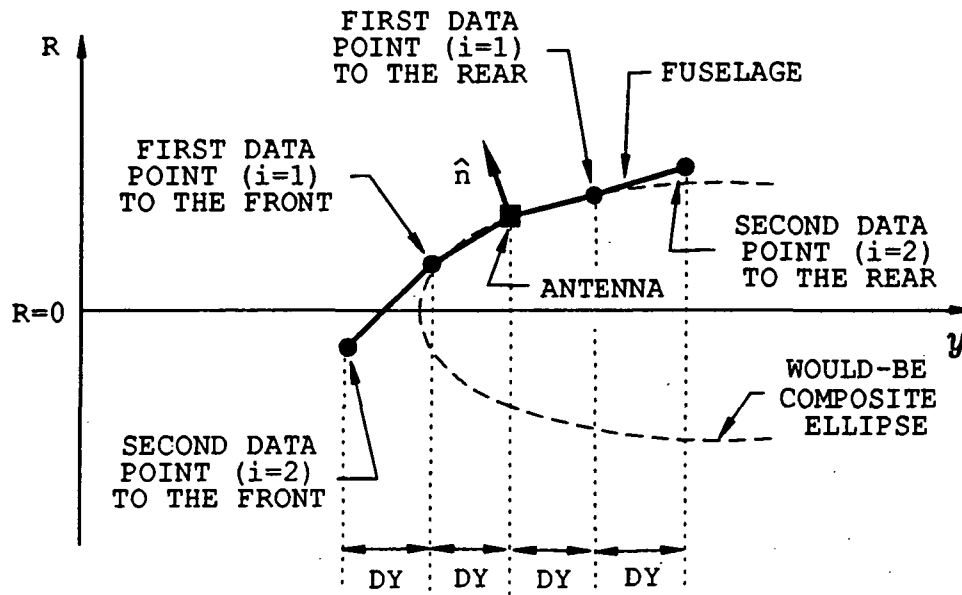 FIRST DATA
POINT (i=1)
TO THE REAR
R
FUSELAGE
FIRST DATA
POINT (i=1)
TO THE FRONT
n̂
SECOND DATA
POINT (i=2)
TO THE REAR
ANTENNA
R=0
y
WOULD-BE
COMPOSITE
ELLIPSE
SECOND DATA
POINT (i=2)
TO THE FRONT
DY DY DY DY